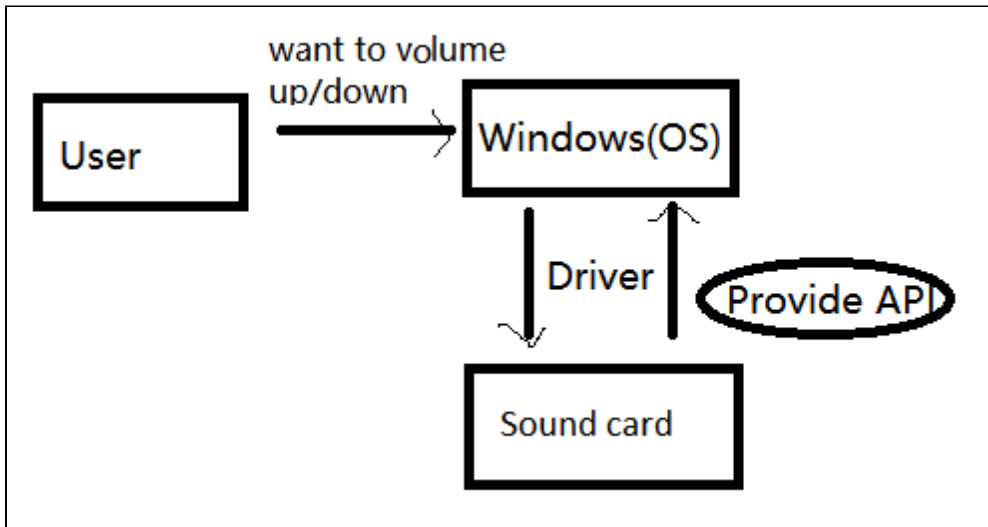 want to volume
up/down
User
Windows(OS)
Driver
Provide API
Sound card